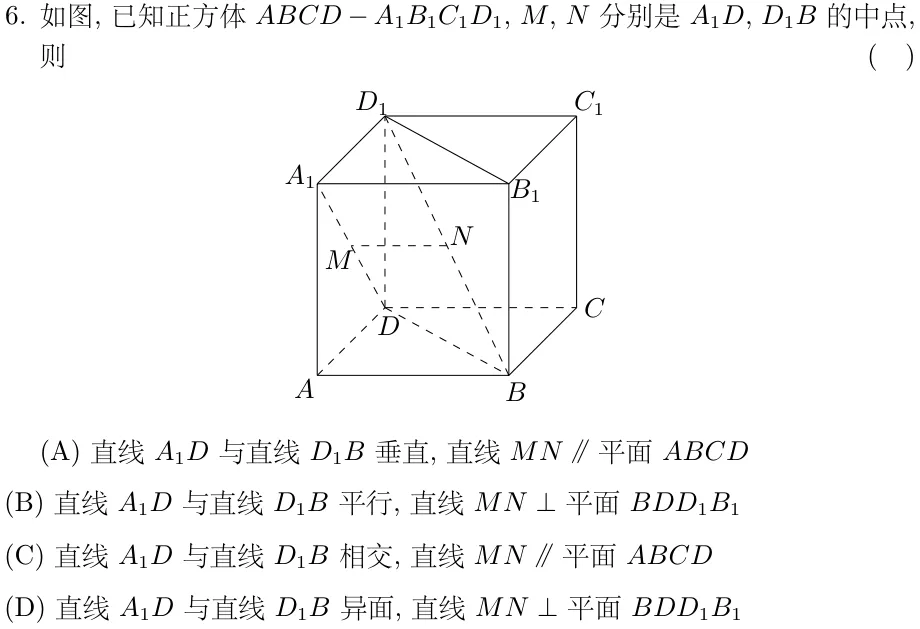 6. 如图, 已知正方体 ABCD − A₁B₁C₁D₁, M, N 分别是 A₁D, D₁B 的中点,
则 ( )
D₁ C₁
A₁ B₁
M N
D C
A B
(A) 直线 A₁D 与直线 D₁B 垂直, 直线 MN ∥ 平面 ABCD
(B) 直线 A₁D 与直线 D₁B 平行, 直线 MN ⊥ 平面 BDD₁B₁
(C) 直线 A₁D 与直线 D₁B 相交, 直线 MN ∥ 平面 ABCD
(D) 直线 A₁D 与直线 D₁B 异面, 直线 MN ⊥ 平面 BDD₁B₁